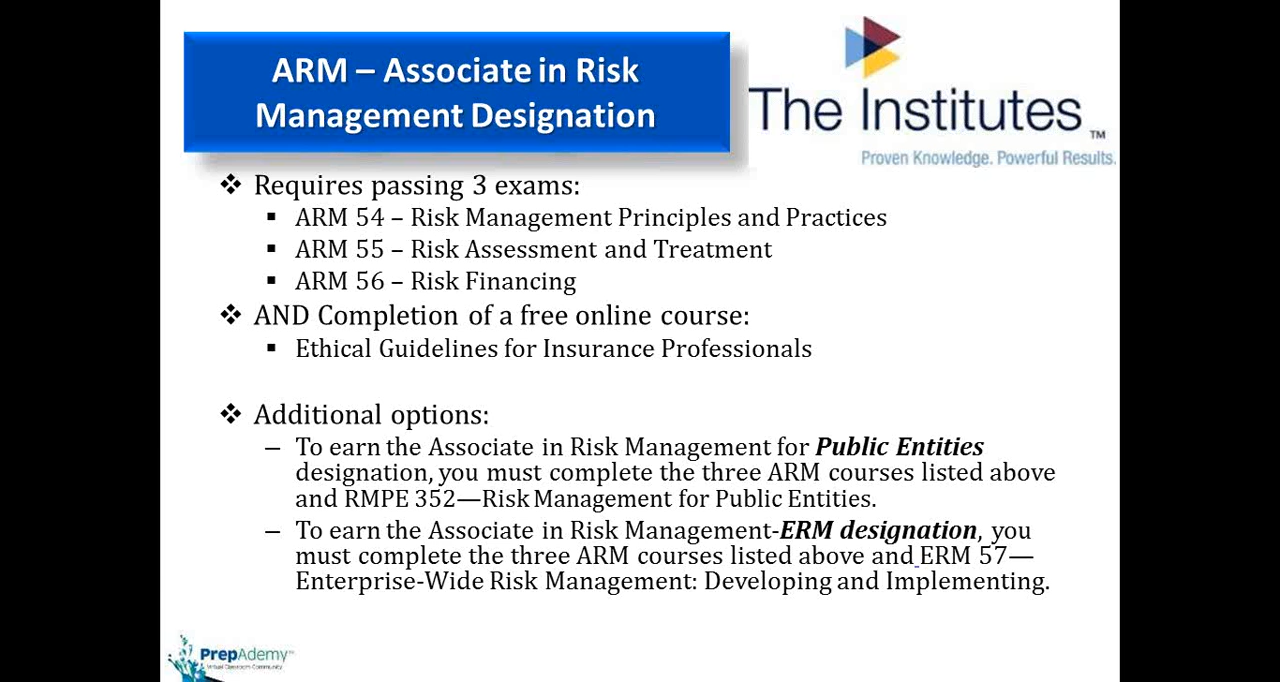 ARM – Associate in Risk
Management Designation
The Institutes™
Proven Knowledge. Powerful Results.
❖ Requires passing 3 exams:
▪ ARM 54 – Risk Management Principles and Practices
▪ ARM 55 – Risk Assessment and Treatment
▪ ARM 56 – Risk Financing
❖ AND Completion of a free online course:
▪ Ethical Guidelines for Insurance Professionals
❖ Additional options:
– To earn the Associate in Risk Management for Public Entities
designation, you must complete the three ARM courses listed above
and RMPE 352—Risk Management for Public Entities.
– To earn the Associate in Risk Management-ERM designation, you
must complete the three ARM courses listed above and ERM 57—
Enterprise-Wide Risk Management: Developing and Implementing.
PrepAdemy™
Virtual Classroom Community